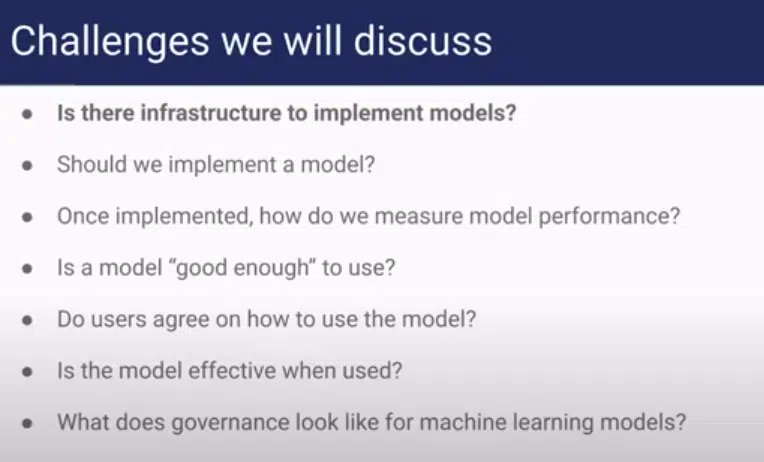 Challenges we will discuss
● Is there infrastructure to implement models?
● Should we implement a model?
● Once implemented, how do we measure model performance?
● Is a model “good enough” to use?
● Do users agree on how to use the model?
● Is the model effective when used?
● What does governance look like for machine learning models?